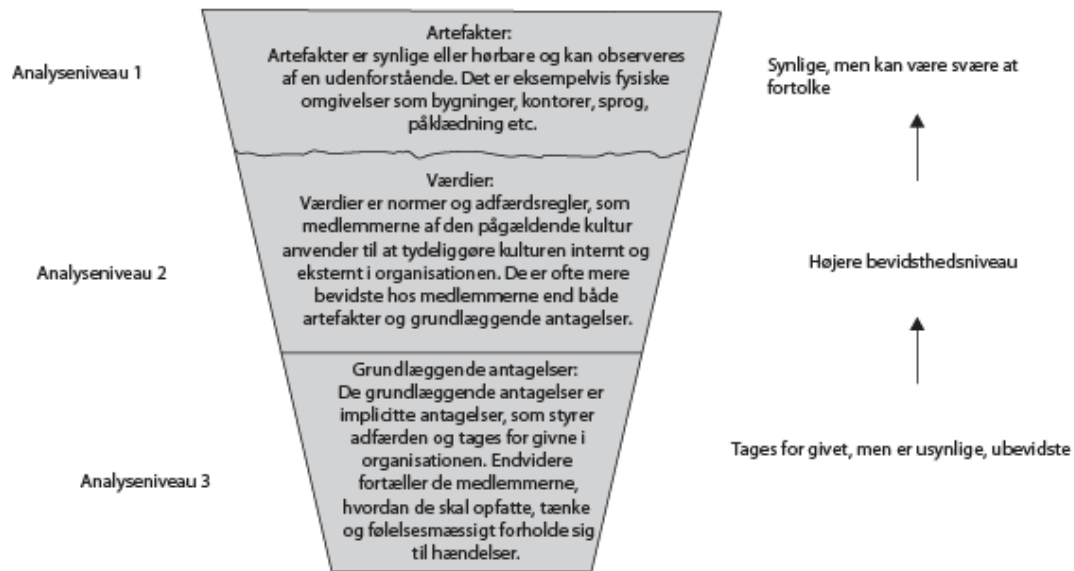 Analyseniveau 1
Artefakter:
Artefakter er synlige eller hørbare og kan observeres
af en udenforstående. Det er eksempelvis fysiske
omgivelser som bygninger, kontorer, sprog,
påklædning etc.
Synlige, men kan være svære at
fortolke
Analyseniveau 2
Værdier:
Værdier er normer og adfærdsregler, som
medlemmerne af den pågældende kultur
anvender til at tydeliggøre kulturen internt og
eksternt i organisationen. De er ofte mere
bevidste hos medlemmerne end både
artefakter og grundlæggende antagelser.
Højere bevidsthedsniveau
Analyseniveau 3
Grundlæggende antagelser:
De grundlæggende antagelser er
implicitte antagelser, som styrer
adfærden og tages for givne i
organisationen. Endvidere
fortæller de medlemmerne,
hvordan de skal opfatte, tænke
og følelsesmæssigt forholde sig
til hændelser.
Tages for givet, men er usynlige, ubevidste